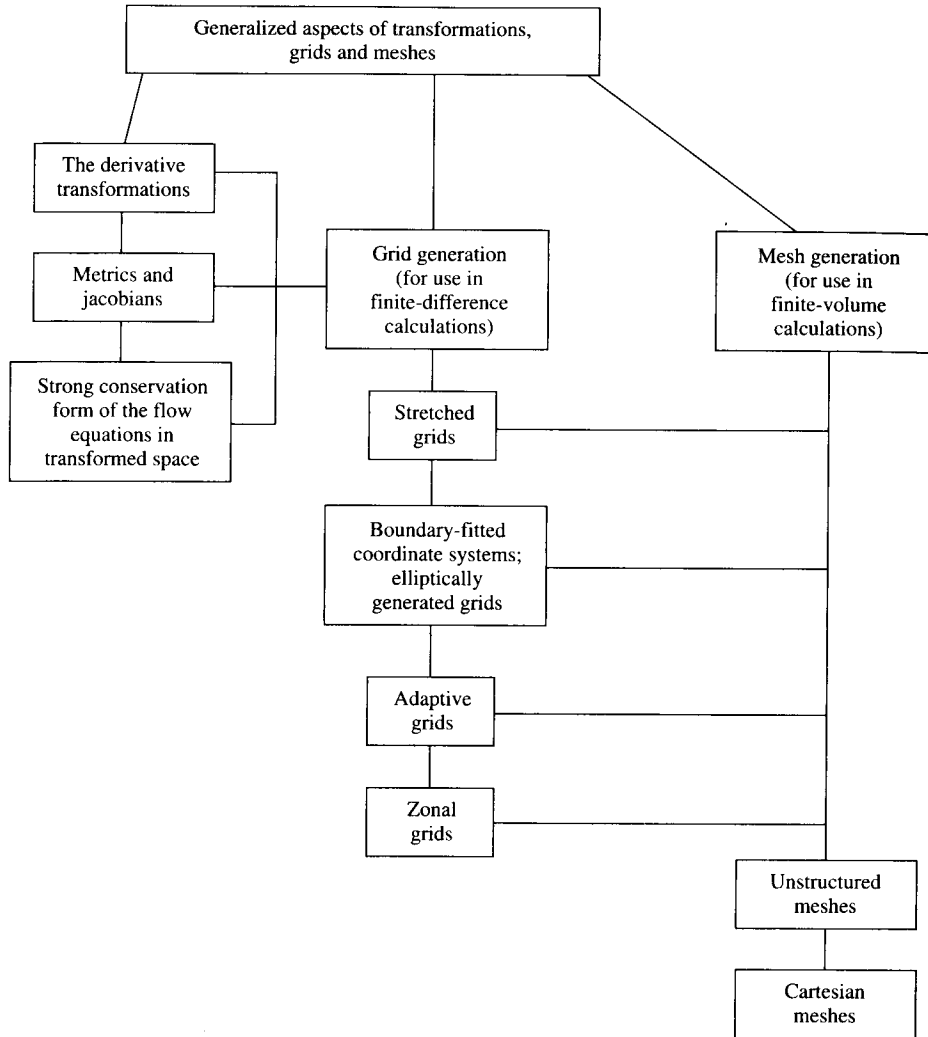 Generalized aspects of transformations,
grids and meshes
The derivative
transformations
Metrics and
jacobians
Strong conservation
form of the flow
equations in
transformed space
Grid generation
(for use in
finite-difference
calculations)
Mesh generation
(for use in
finite-volume
calculations)
Stretched
grids
Boundary-fitted
coordinate systems;
elliptically
generated grids
Adaptive
grids
Zonal
grids
Unstructured
meshes
Cartesian
meshes